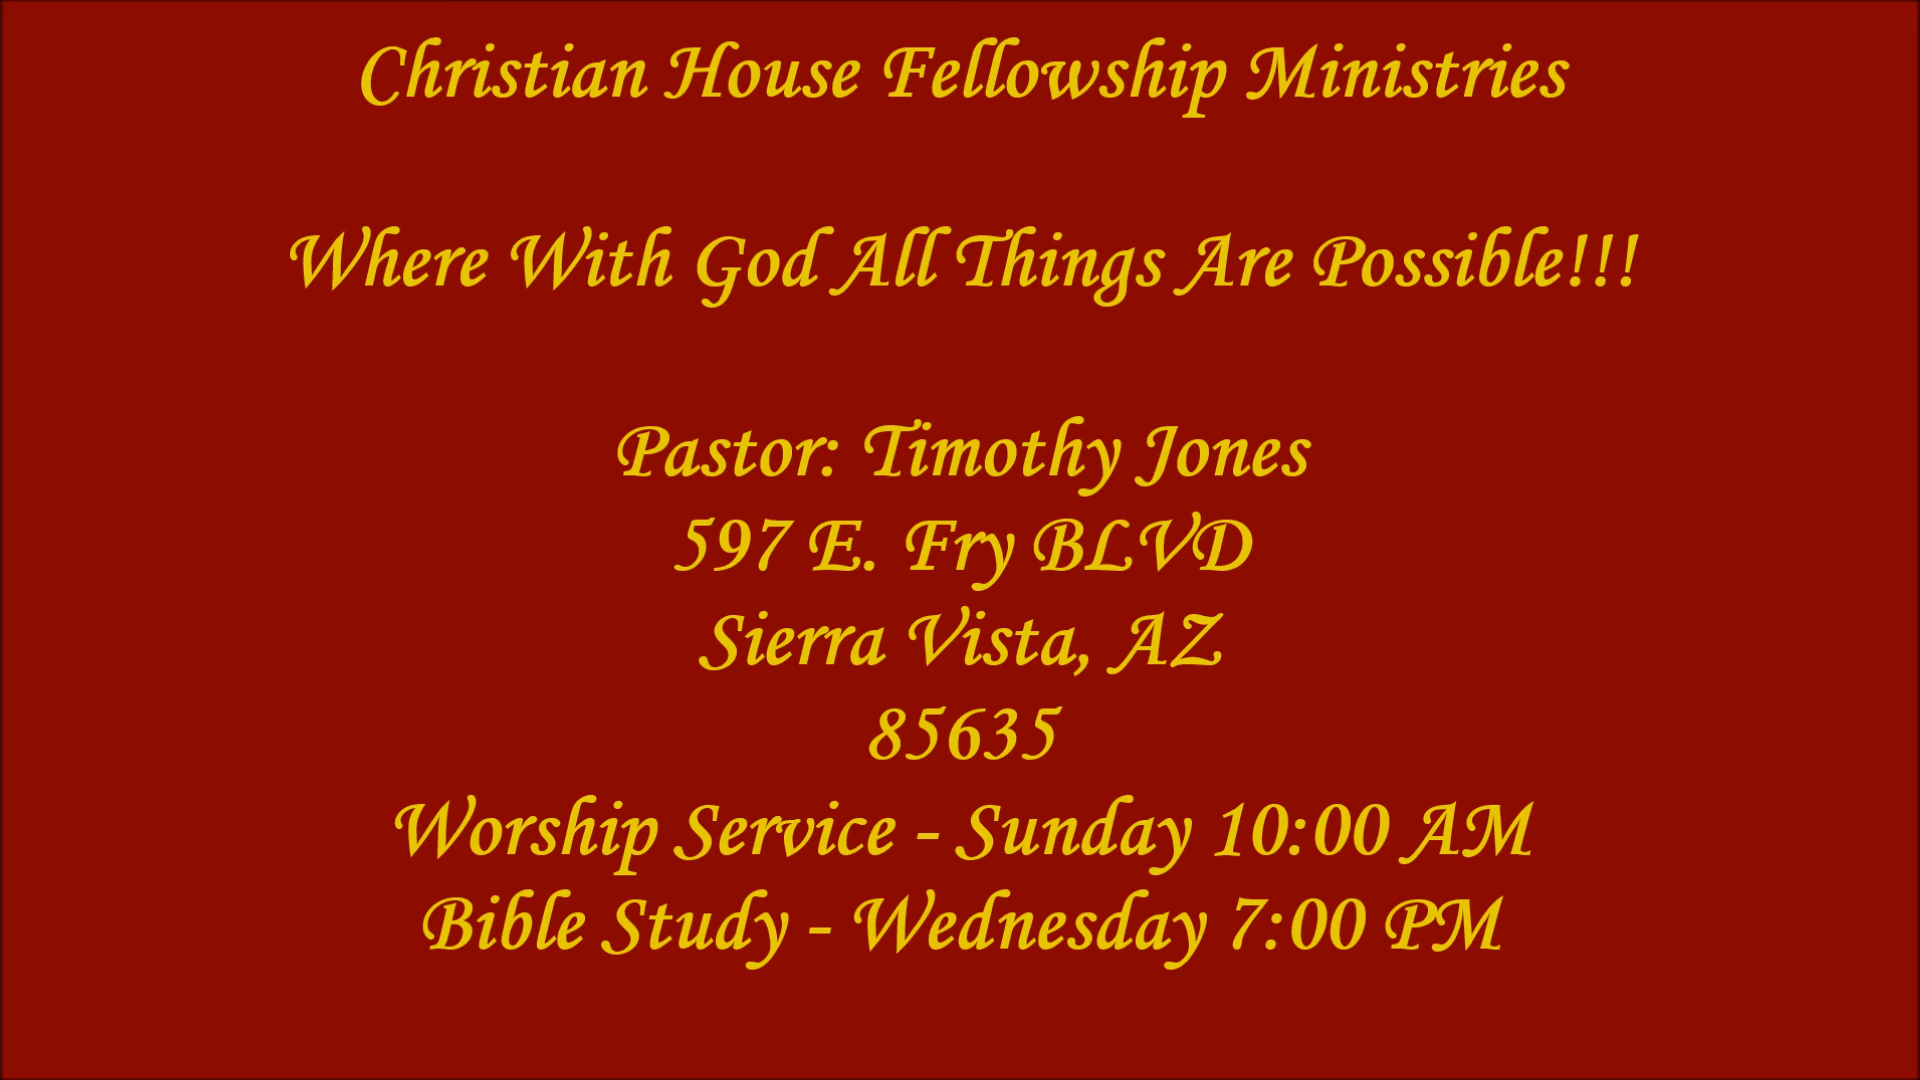 Christian House Fellowship Ministries
Where With God All Things Are Possible!!!
Pastor: Timothy Jones
597 E. Fry BLVD
Sierra Vista, AZ
85635
Worship Service - Sunday 10:00 AM
Bible Study - Wednesday 7:00 PM